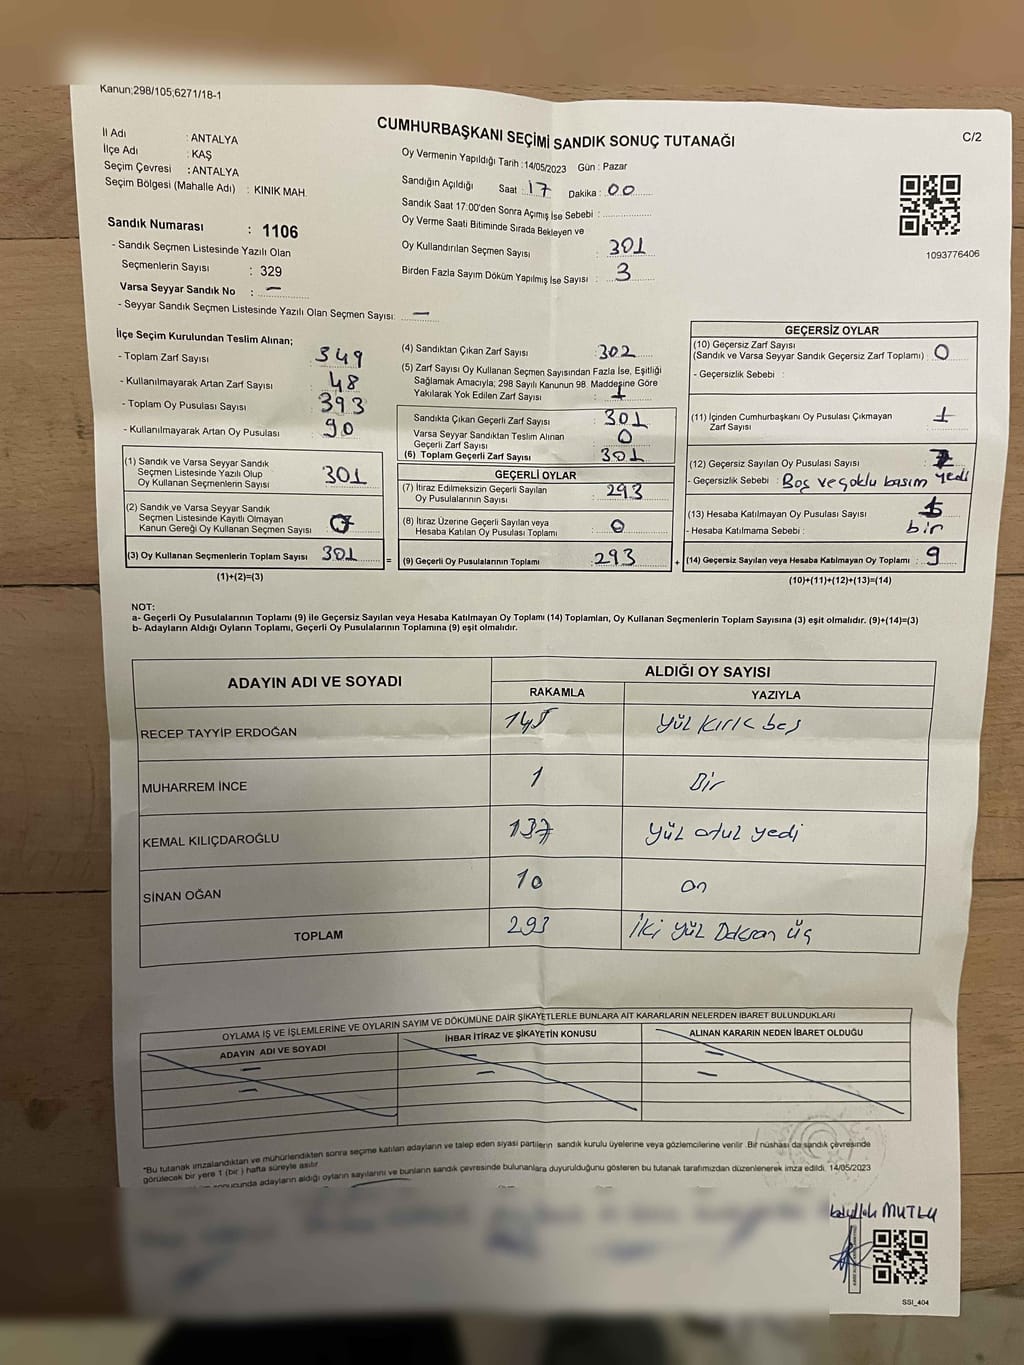 Kanun;298/105;6271/18-1
C/2
CUMHURBAŞKANI SEÇİMİ SANDIK SONUÇ TUTANAĞI
İl Adı : ANTALYA
İlçe Adı : KAŞ
Seçim Çevresi : ANTALYA
Seçim Bölgesi (Mahalle Adı) : KINIK MAH.
Oy Vermenin Yapıldığı Tarih :14/05/2023 Gün : Pazar
Sandığın Açıldığı Saat : 17 Dakika : 00
Sandık Saat 17:00'den Sonra Açımış İse Sebebi :
Oy Verme Saati Bitiminde Sırada Bekleyen ve
Oy Kullandırılan Seçmen Sayısı : 301
Birden Fazla Sayım Döküm Yapılmış İse Sayısı : 3
1093776406
Sandık Numarası : 1106
- Sandık Seçmen Listesinde Yazılı Olan
Seçmenlerin Sayısı : 329
Varsa Seyyar Sandık No : —
- Seyyar Sandık Seçmen Listesinde Yazılı Olan Seçmen Sayısı: —
İlçe Seçim Kurulundan Teslim Alınan;
- Toplam Zarf Sayısı 349
- Kullanılmayarak Artan Zarf Sayısı 48
- Toplam Oy Pusulası Sayısı 393
- Kullanılmayarak Artan Oy Pusulası 90
(1) Sandık ve Varsa Seyyar Sandık
Seçmen Listesinde Yazılı Olup
Oy Kullanan Seçmenlerin Sayısı 301
(2) Sandık ve Varsa Seyyar Sandık
Seçmen Listesinde Kayıtlı Olmayan
Kanun Gereği Oy Kullanan Seçmen Sayısı
(3) Oy Kullanan Seçmenlerin Toplam Sayısı 301
(1)+(2)=(3)
(4) Sandıktan Çıkan Zarf Sayısı : 302
(5) Zarf Sayısı Oy Kullanan Seçmen Sayısından Fazla İse, Eşitliği
Sağlamak Amacıyla; 298 Sayılı Kanunun 98. Maddesine Göre
Yakılarak Yok Edilen Zarf Sayısı : 1
Sandıkta Çıkan Geçerli Zarf Sayısı : 301
Varsa Seyyar Sandıktan Teslim Alınan
Geçerli Zarf Sayısı : 0
(6) Toplam Geçerli Zarf Sayısı : 301
GEÇERLİ OYLAR
(7) İtiraz Edilmeksizin Geçerli Sayılan
Oy Pusulalarının Sayısı : 293
(8) İtiraz Üzerine Geçerli Sayılan veya
Hesaba Katılan Oy Pusulası Toplamı : 0
= (9) Geçerli Oy Pusulalarının Toplamı : 293
GEÇERSİZ OYLAR
(10) Geçersiz Zarf Sayısı
(Sandık ve Varsa Seyyar Sandık Geçersiz Zarf Toplamı) : 0
- Geçersizlik Sebebi :
(11) İçinden Cumhurbaşkanı Oy Pusulası Çıkmayan
Zarf Sayısı : 1
(12) Geçersiz Sayılan Oy Pusulası Sayısı : 7
- Geçersizlik Sebebi : Boş ve çoklu basım yedi
(13) Hesaba Katılmayan Oy Pusulası Sayısı : 1
- Hesaba Katılmama Sebebi : bir
+ (14) Geçersiz Sayılan veya Hesaba Katılmayan Oy Toplamı : 9
(10)+(11)+(12)+(13)=(14)
NOT:
a- Geçerli Oy Pusulalarının Toplamı (9) ile Geçersiz Sayılan veya Hesaba Katılmayan Oy Toplamı (14) Toplamları, Oy Kullanan Seçmenlerin Toplam Sayısına (3) eşit olmalıdır. (9)+(14)=(3)
b- Adayların Aldığı Oyların Toplamı, Geçerli Oy Pusulalarının Toplamına (9) eşit olmalıdır.
ADAYIN ADI VE SOYADI
ALDIĞI OY SAYISI
RAKAMLA YAZIYLA
RECEP TAYYİP ERDOĞAN 145 Yüz kırk beş
MUHARREM İNCE 1 Bir
KEMAL KILIÇDAROĞLU 137 Yüz otuz yedi
SİNAN OĞAN 10 on
TOPLAM 293 İki yüz Doksan üç
OYLAMA İŞ VE İŞLEMLERİNE VE OYLARIN SAYIM VE DÖKÜMÜNE DAİR ŞİKAYETLERLE BUNLARA AİT KARARLARIN NELERDEN İBARET BULUNDUKLARI
ADAYIN ADI VE SOYADI İHBAR İTİRAZ VE ŞİKAYETİN KONUSU ALINAN KARARIN NEDEN İBARET OLDUĞU
*Bu tutanak imzalandıktan ve mühürlendikten sonra seçime katılan adayların ve talep eden siyasi partilerin sandık kurulu üyelerine veya gözlemcilerine verilir. Bir nüshası da sandık çevresinde
görülecek bir yere 1 (bir) hafta süreyle asılır.
sonucunda adayların aldığı oyların sayılarını ve bunların sandık çevresinde bulunanlara duyurulduğunu gösteren bu tutanak tarafımızdan düzenlenerek imza edildi. 14/05/2023
MUTLU
SSI_404